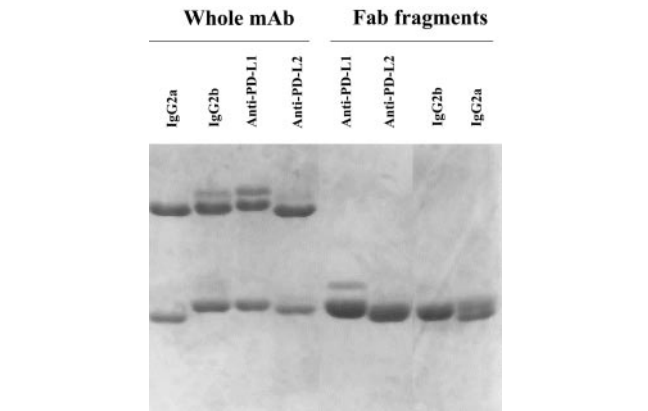 Whole mAb
Fab fragments
IgG2a
IgG2b
Anti-PD-L1
Anti-PD-L2
Anti-PD-L1
Anti-PD-L2
IgG2b
IgG2a